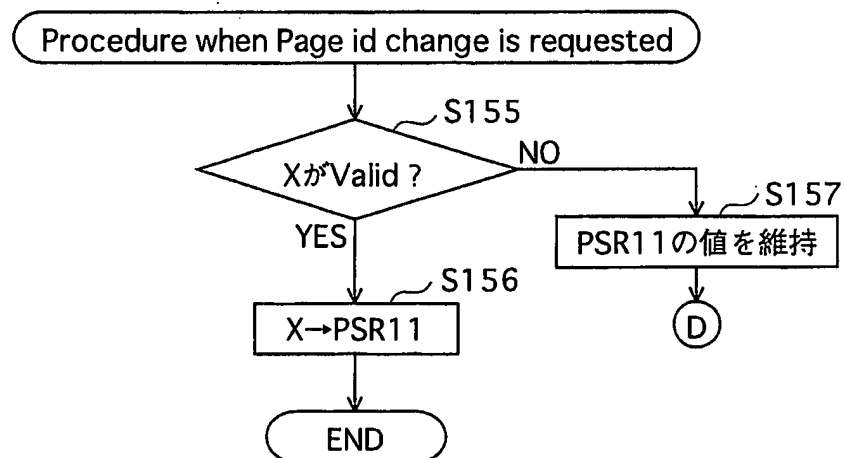 Procedure when Page id change is requested
S155
XがValid ?
NO
YES
S157
PSR11の値を維持
S156
X→PSR11
D
END